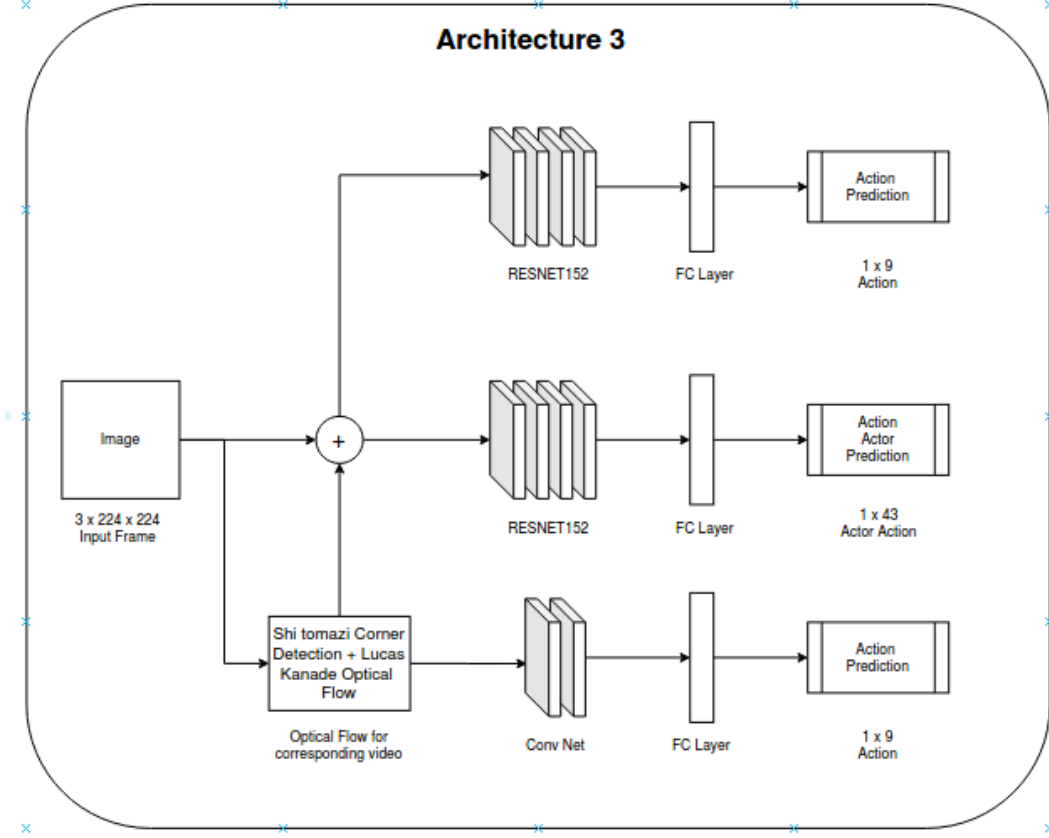 Architecture 3
Action
Prediction
RESNET152
FC Layer
1 x 9
Action
Image
+
Action
Actor
Prediction
3 x 224 x 224
Input Frame
RESNET152
FC Layer
1 x 43
Actor Action
Shi tomazi Corner
Detection + Lucas
Kanade Optical
Flow
Action
Prediction
Optical Flow for
corresponding video
Conv Net
FC Layer
1 x 9
Action